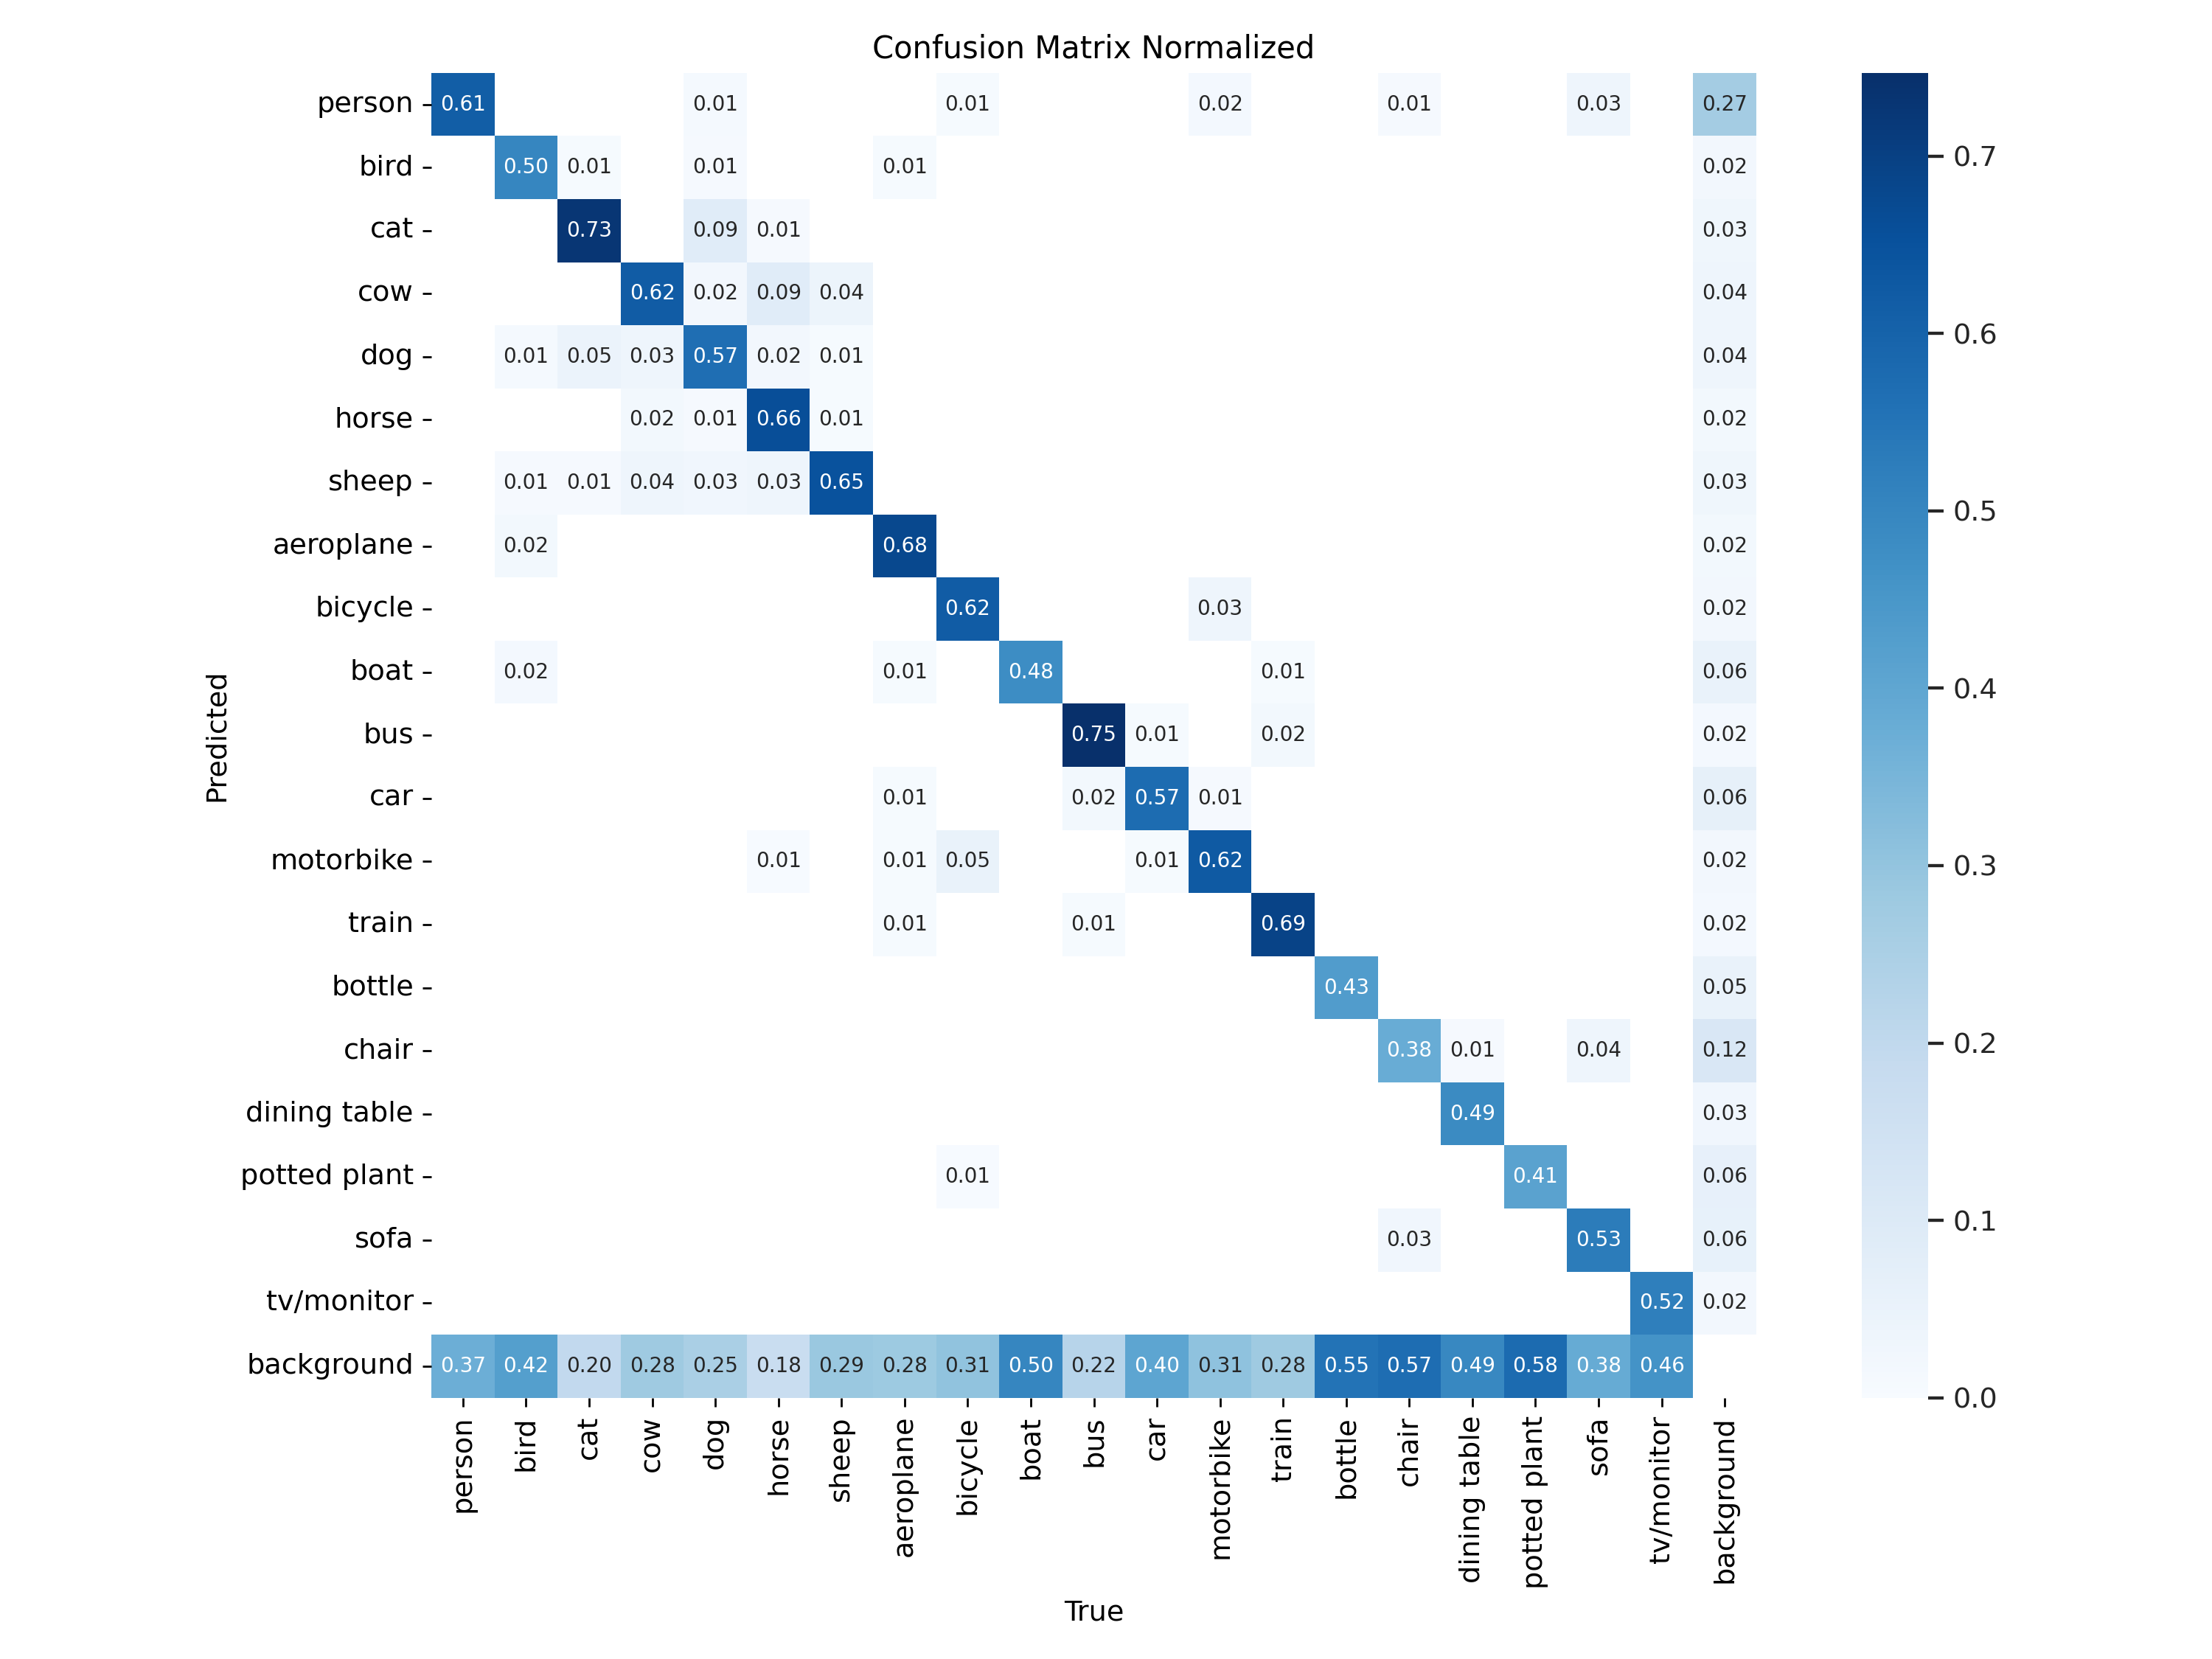 Confusion Matrix Normalized
person 0.61 0.01 0.01 0.02 0.01 0.03 0.27
bird 0.50 0.01 0.01 0.01 0.02
cat 0.73 0.09 0.01 0.03
cow 0.62 0.02 0.09 0.04 0.04
dog 0.01 0.05 0.03 0.57 0.02 0.01 0.04
horse 0.02 0.01 0.66 0.01 0.02
sheep 0.01 0.01 0.04 0.03 0.03 0.65 0.03
aeroplane 0.02 0.68 0.02
bicycle 0.62 0.03 0.02
boat 0.02 0.01 0.48 0.01 0.06
bus 0.75 0.01 0.02 0.02
car 0.01 0.02 0.57 0.01 0.06
motorbike 0.01 0.01 0.05 0.01 0.62 0.02
train 0.01 0.01 0.69 0.02
bottle 0.43 0.05
chair 0.38 0.01 0.04 0.12
dining table 0.49 0.03
potted plant 0.01 0.41 0.06
sofa 0.03 0.53 0.06
tv/monitor 0.52 0.02
background 0.37 0.42 0.20 0.28 0.25 0.18 0.29 0.28 0.31 0.50 0.22 0.40 0.31 0.28 0.55 0.57 0.49 0.58 0.38 0.46
Predicted
person
bird
cat
cow
dog
horse
sheep
aeroplane
bicycle
boat
bus
car
motorbike
train
bottle
chair
dining table
potted plant
sofa
tv/monitor
background
True
0.7
0.6
0.5
0.4
0.3
0.2
0.1
0.0